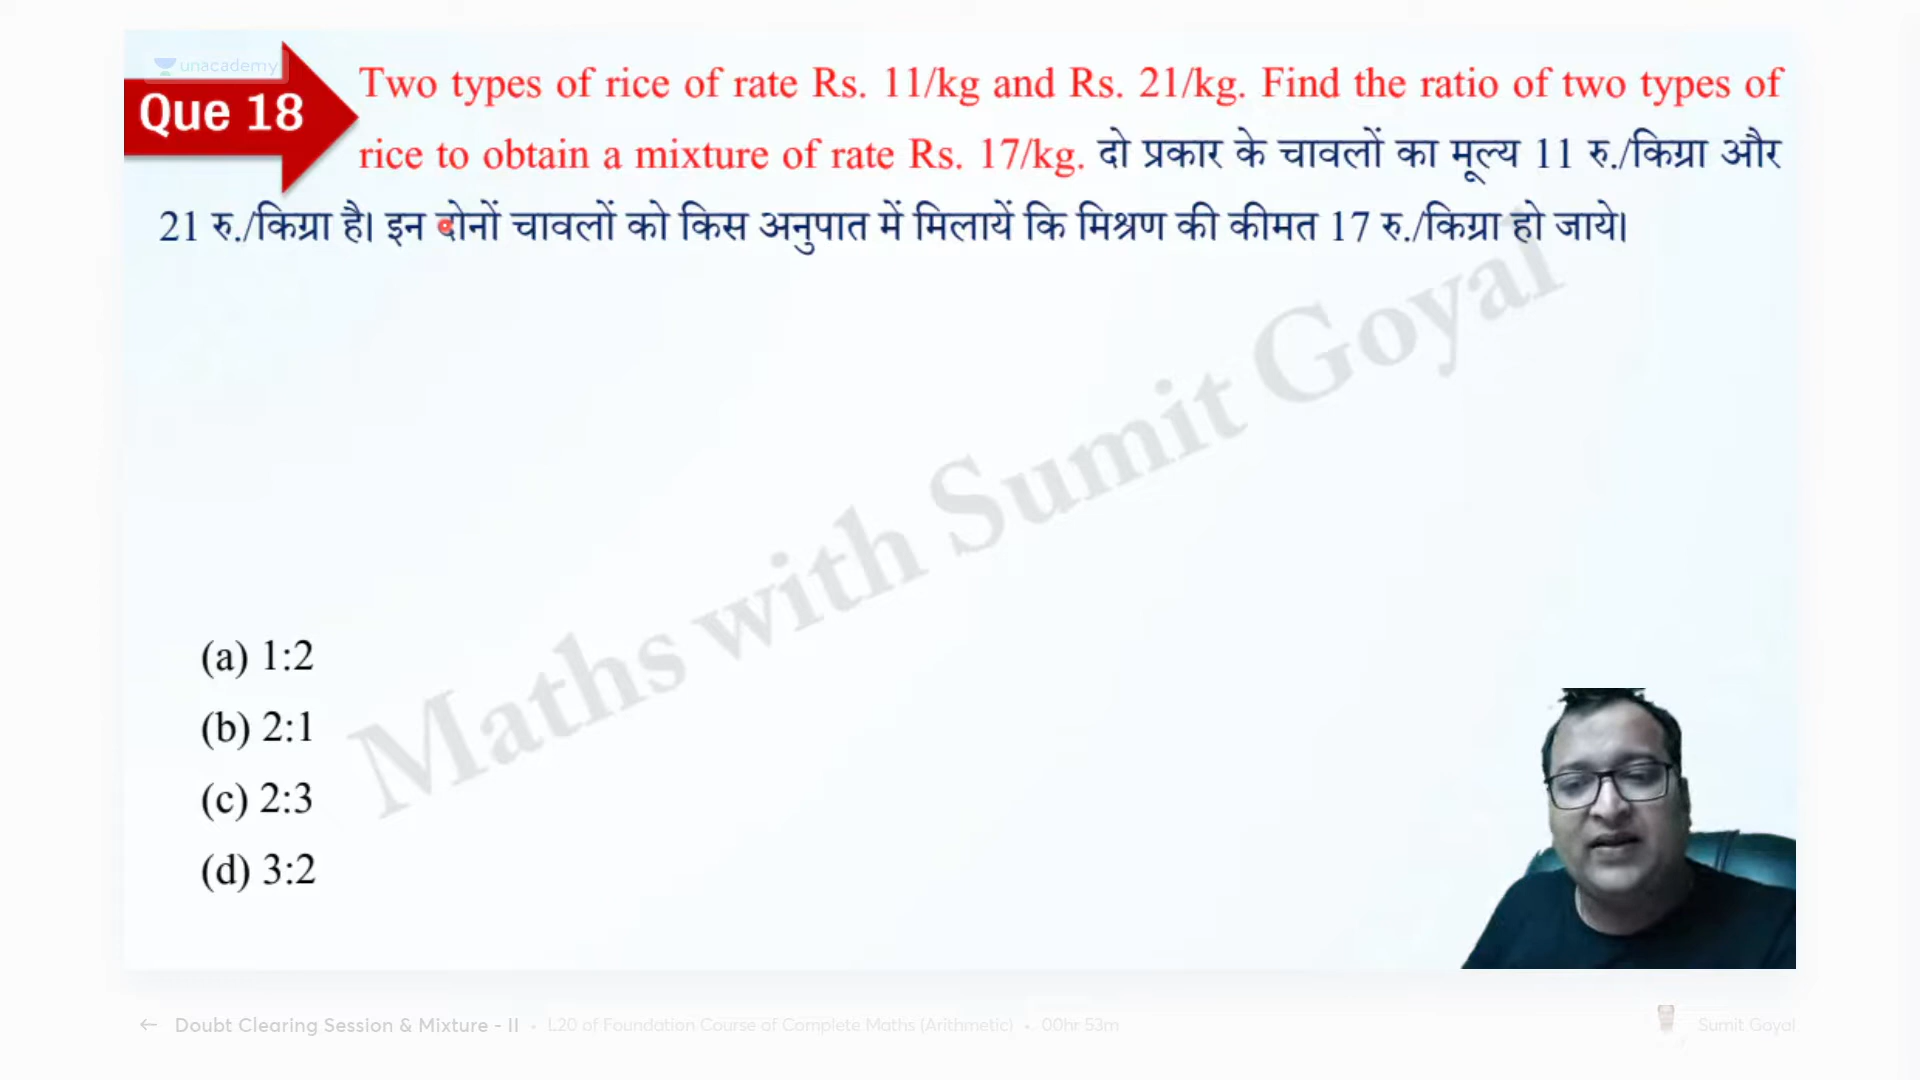 unacademy
Que 18
Two types of rice of rate Rs. 11/kg and Rs. 21/kg. Find the ratio of two types of
rice to obtain a mixture of rate Rs. 17/kg. दो प्रकार के चावलों का मूल्य 11 रु./किग्रा और
21 रु./किग्रा है। इन दोनों चावलों को किस अनुपात में मिलायें कि मिश्रण की कीमत 17 रु./किग्रा हो जाये।
Maths with Sumit Goyal
(a) 1:2
(b) 2:1
(c) 2:3
(d) 3:2
← Doubt Clearing Session & Mixture - II • L20 of Foundation Course of Complete Maths (Arithmetic) • 00hr 53m
Sumit Goyal